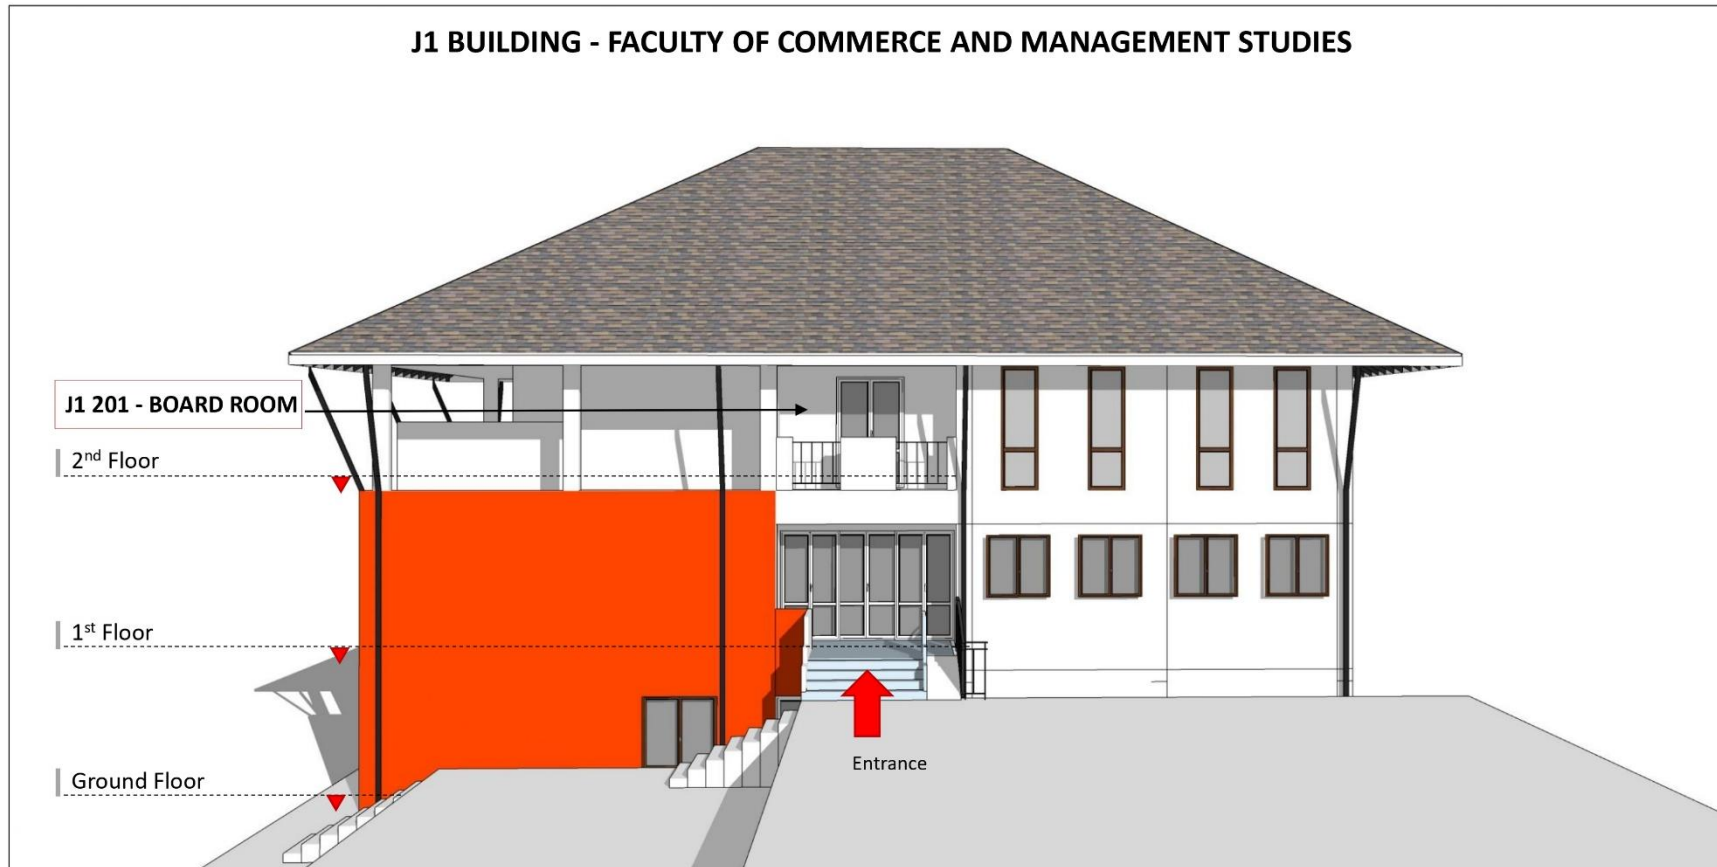 J1 BUILDING - FACULTY OF COMMERCE AND MANAGEMENT STUDIES
J1 201 - BOARD ROOM
2nd Floor
1st Floor
Ground Floor
Entrance